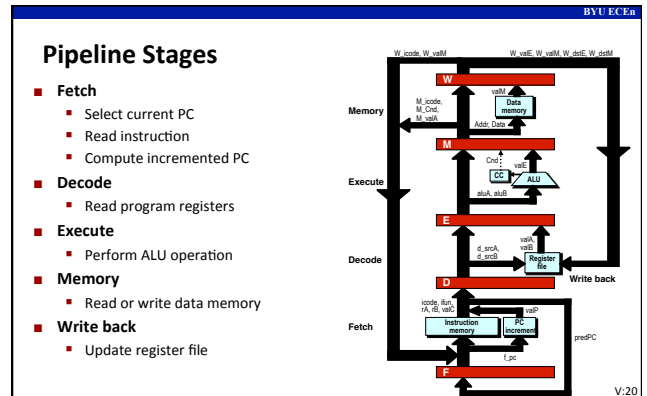 BYU ECEn
Pipeline Stages
■ Fetch
▪ Select current PC
▪ Read instruction
▪ Compute incremented PC
■ Decode
▪ Read program registers
■ Execute
▪ Perform ALU operation
■ Memory
▪ Read or write data memory
■ Write back
▪ Update register file
W_icode, W_valM
W_valE, W_valM, W_dstE, W_dstM
W
valM
Memory
M_icode,
M_Cnd,
M_valA
Data
memory
Addr, Data
M
Cnd
valE
Execute
CC
ALU
aluA, aluB
E
valA,
valB
d_srcA,
d_srcB
Decode
Register
file
Write back
D
icode, ifun,
rA, rB, valC
valP
Fetch
Instruction
memory
PC
increment
predPC
f_pc
F
V:20